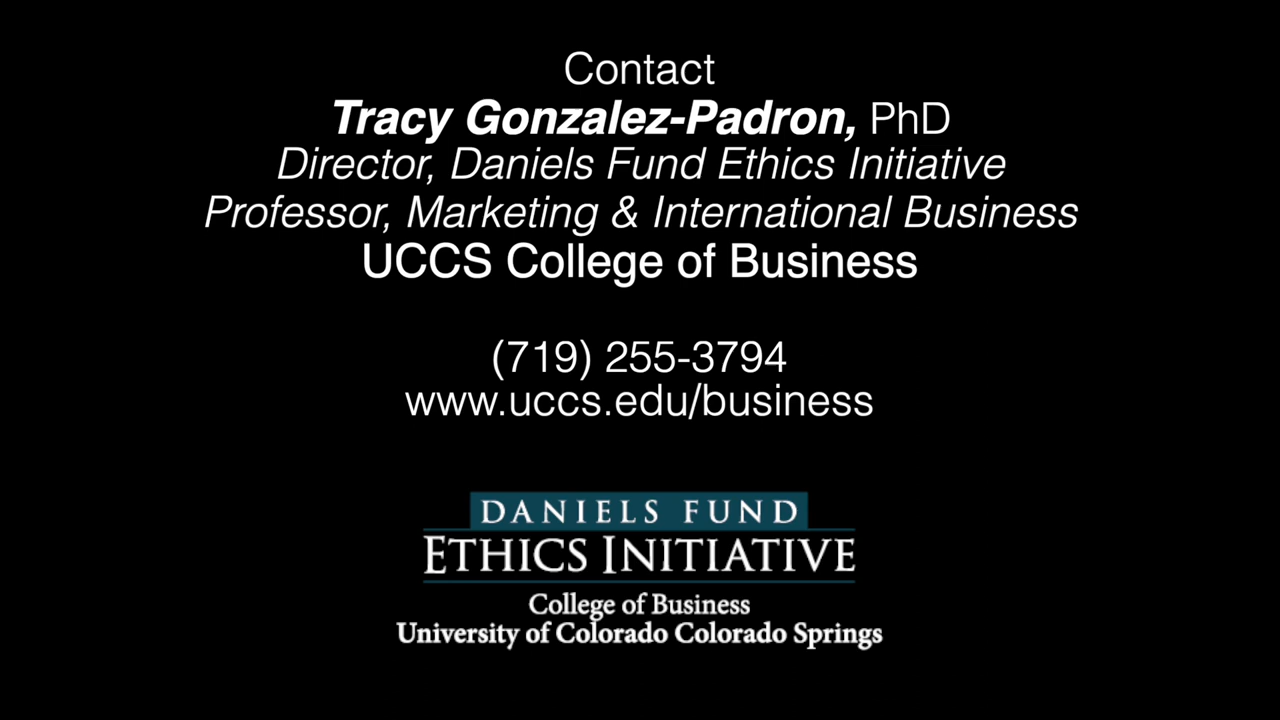 Contact
Tracy Gonzalez-Padron, PhD
Director, Daniels Fund Ethics Initiative
Professor, Marketing & International Business
UCCS College of Business
(719) 255-3794
www.uccs.edu/business
DANIELS FUND
ETHICS INITIATIVE
College of Business
University of Colorado Colorado Springs